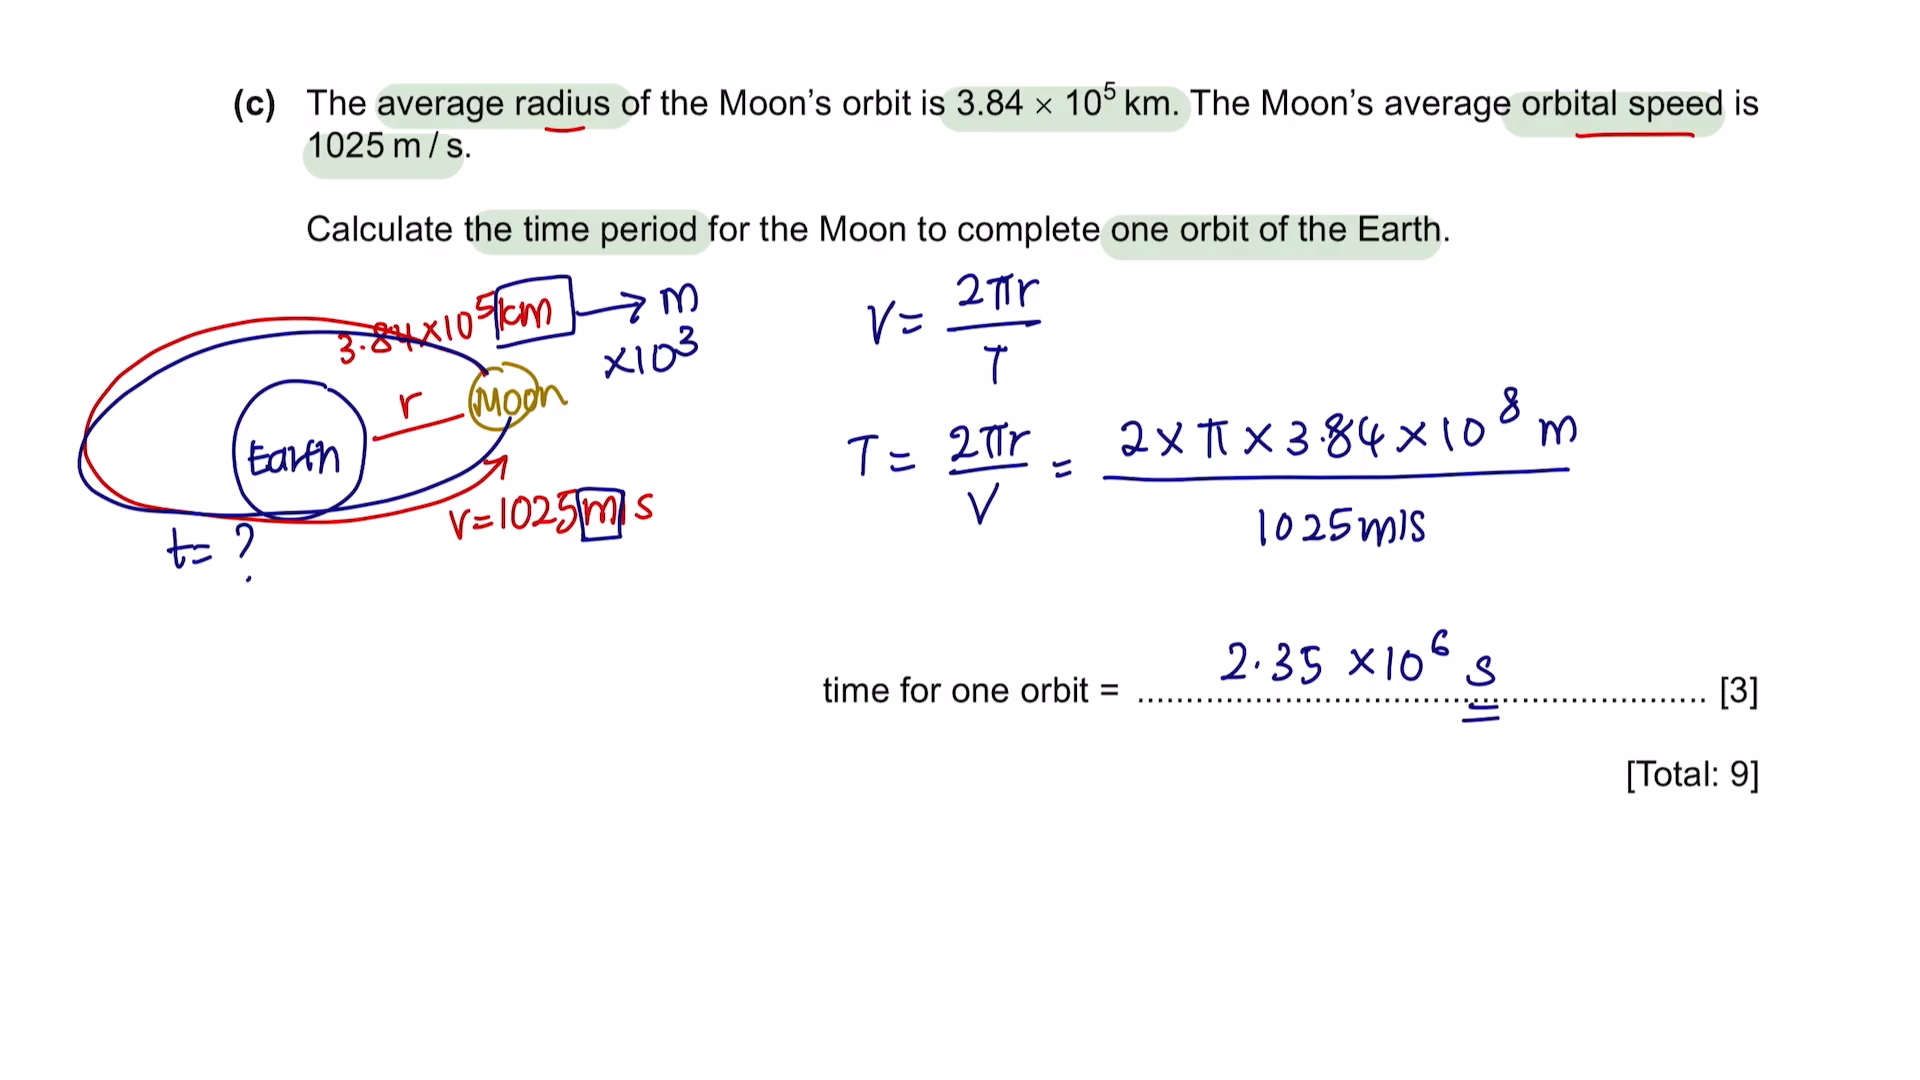 (c) The average radius of the Moon's orbit is 3.84 × 10⁵ km. The Moon's average orbital speed is
1025 m / s.
Calculate the time period for the Moon to complete one orbit of the Earth.
3.84×10⁵ km → m
×10³
r
Moon
Earth
V=1025m/s
t= ?
V= 2πr / T
T= 2πr / V = 2×π×3.84×10⁸ m / 1025m/s
2.35 ×10⁶ s
time for one orbit = ........................................................... [3]
[Total: 9]